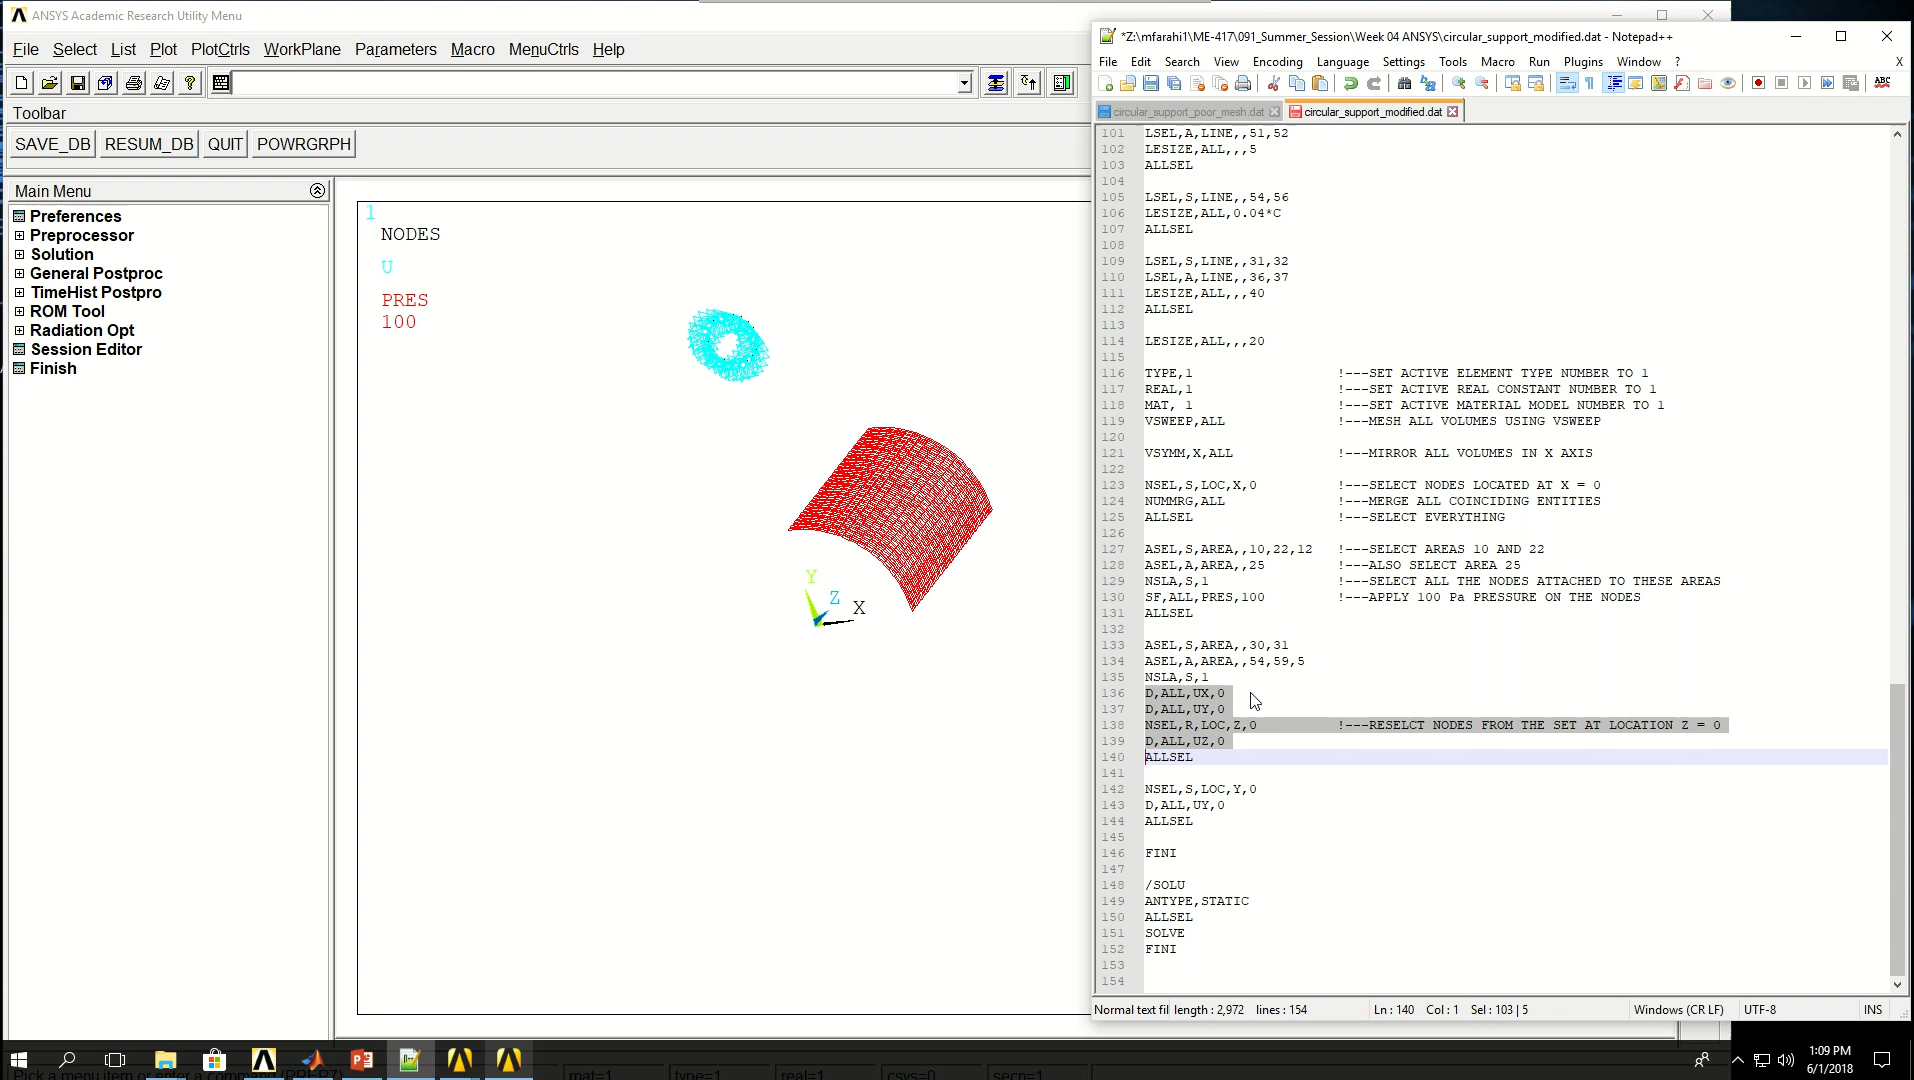 ANSYS Academic Research Utility Menu
File Select List Plot PlotCtrls WorkPlane Parameters Macro MenuCtrls Help
Toolbar
SAVE_DB RESUM_DB QUIT POWRGRPH
Main Menu
Preferences
Preprocessor
Solution
General Postproc
TimeHist Postpro
ROM Tool
Radiation Opt
Session Editor
Finish
1
NODES
U
PRES
100
Y
Z
X
*Z:\mfarahi1\ME-417\091_Summer_Session\Week 04 ANSYS\circular_support_modified.dat - Notepad++
File Edit Search View Encoding Language Settings Tools Macro Run Plugins Window ? X
circular_support_poor_mesh.dat circular_support_modified.dat
101 LSEL,A,LINE,,51,52
102 LESIZE,ALL,,,5
103 ALLSEL
104
105 LSEL,S,LINE,,54,56
106 LESIZE,ALL,0.04*C
107 ALLSEL
108
109 LSEL,S,LINE,,31,32
110 LSEL,A,LINE,,36,37
111 LESIZE,ALL,,,40
112 ALLSEL
113
114 LESIZE,ALL,,,20
115
116 TYPE,1 !---SET ACTIVE ELEMENT TYPE NUMBER TO 1
117 REAL,1 !---SET ACTIVE REAL CONSTANT NUMBER TO 1
118 MAT, 1 !---SET ACTIVE MATERIAL MODEL NUMBER TO 1
119 VSWEEP,ALL !---MESH ALL VOLUMES USING VSWEEP
120
121 VSYMM,X,ALL !---MIRROR ALL VOLUMES IN X AXIS
122
123 NSEL,S,LOC,X,0 !---SELECT NODES LOCATED AT X = 0
124 NUMMRG,ALL !---MERGE ALL COINCIDING ENTITIES
125 ALLSEL !---SELECT EVERYTHING
126
127 ASEL,S,AREA,,10,22,12 !---SELECT AREAS 10 AND 22
128 ASEL,A,AREA,,25 !---ALSO SELECT AREA 25
129 NSLA,S,1 !---SELECT ALL THE NODES ATTACHED TO THESE AREAS
130 SF,ALL,PRES,100 !---APPLY 100 Pa PRESSURE ON THE NODES
131 ALLSEL
132
133 ASEL,S,AREA,,30,31
134 ASEL,A,AREA,,54,59,5
135 NSLA,S,1
136 D,ALL,UX,0
137 D,ALL,UY,0
138 NSEL,R,LOC,Z,0 !---RESELCT NODES FROM THE SET AT LOCATION Z = 0
139 D,ALL,UZ,0
140 ALLSEL
141
142 NSEL,S,LOC,Y,0
143 D,ALL,UY,0
144 ALLSEL
145
146 FINI
147
148 /SOLU
149 ANTYPE,STATIC
150 ALLSEL
151 SOLVE
152 FINI
153
154
Normal text fil length : 2,972 lines : 154 Ln : 140 Col : 1 Sel : 103 | 5 Windows (CR LF) UTF-8 INS
Pick a menu item or enter a command (PREP7) mat=1 type=1 real=1 csys=0 secn=1
1:09 PM
6/1/2018